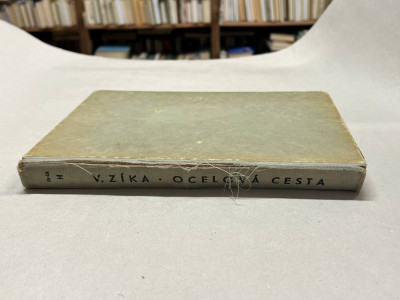 H
V. ZÍKA · OCELOVÁ CESTA